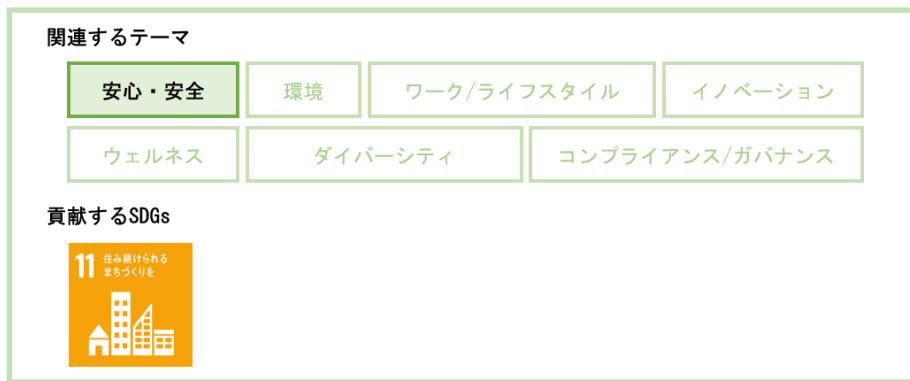 関連するテーマ
安心・安全 環境 ワーク/ライフスタイル イノベーション
ウェルネス ダイバーシティ コンプライアンス/ガバナンス
貢献するSDGs
11 住み続けられる
まちづくりを